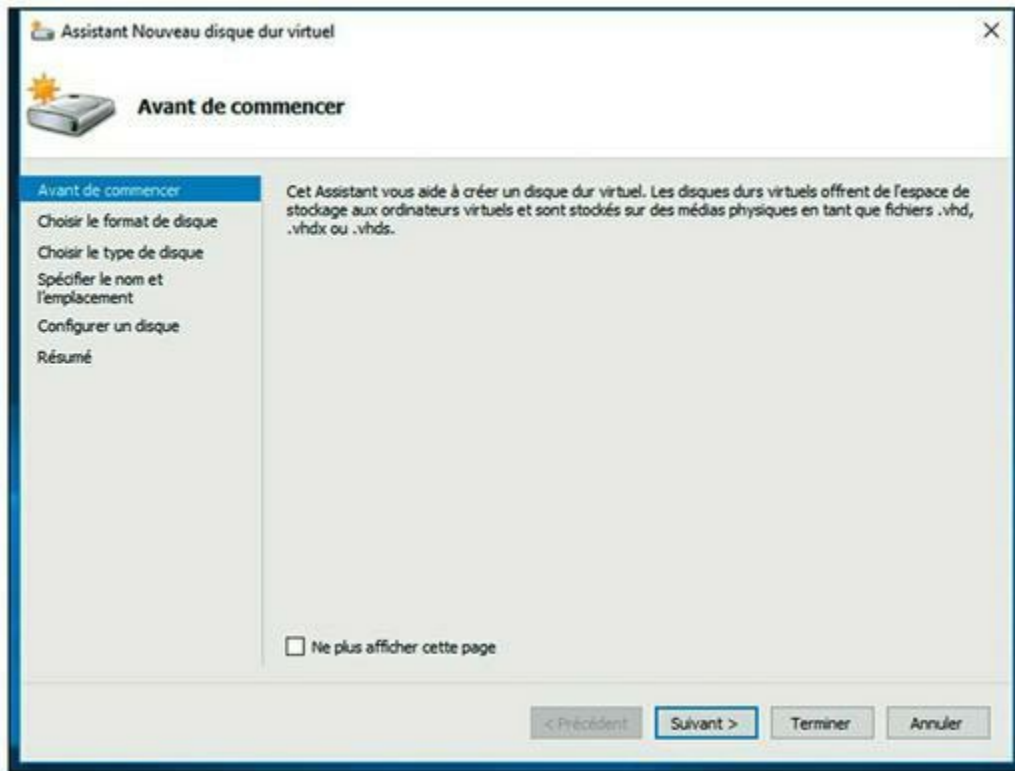 Assistant Nouveau disque dur virtuel
Avant de commencer
Avant de commencer
Choisir le format de disque
Choisir le type de disque
Spécifier le nom et
l'emplacement
Configurer un disque
Résumé
Cet Assistant vous aide à créer un disque dur virtuel. Les disques durs virtuels offrent de l'espace de
stockage aux ordinateurs virtuels et sont stockés sur des médias physiques en tant que fichiers .vhd,
.vhdx ou .vhds.
Ne plus afficher cette page
< Précédent
Suivant >
Terminer
Annuler